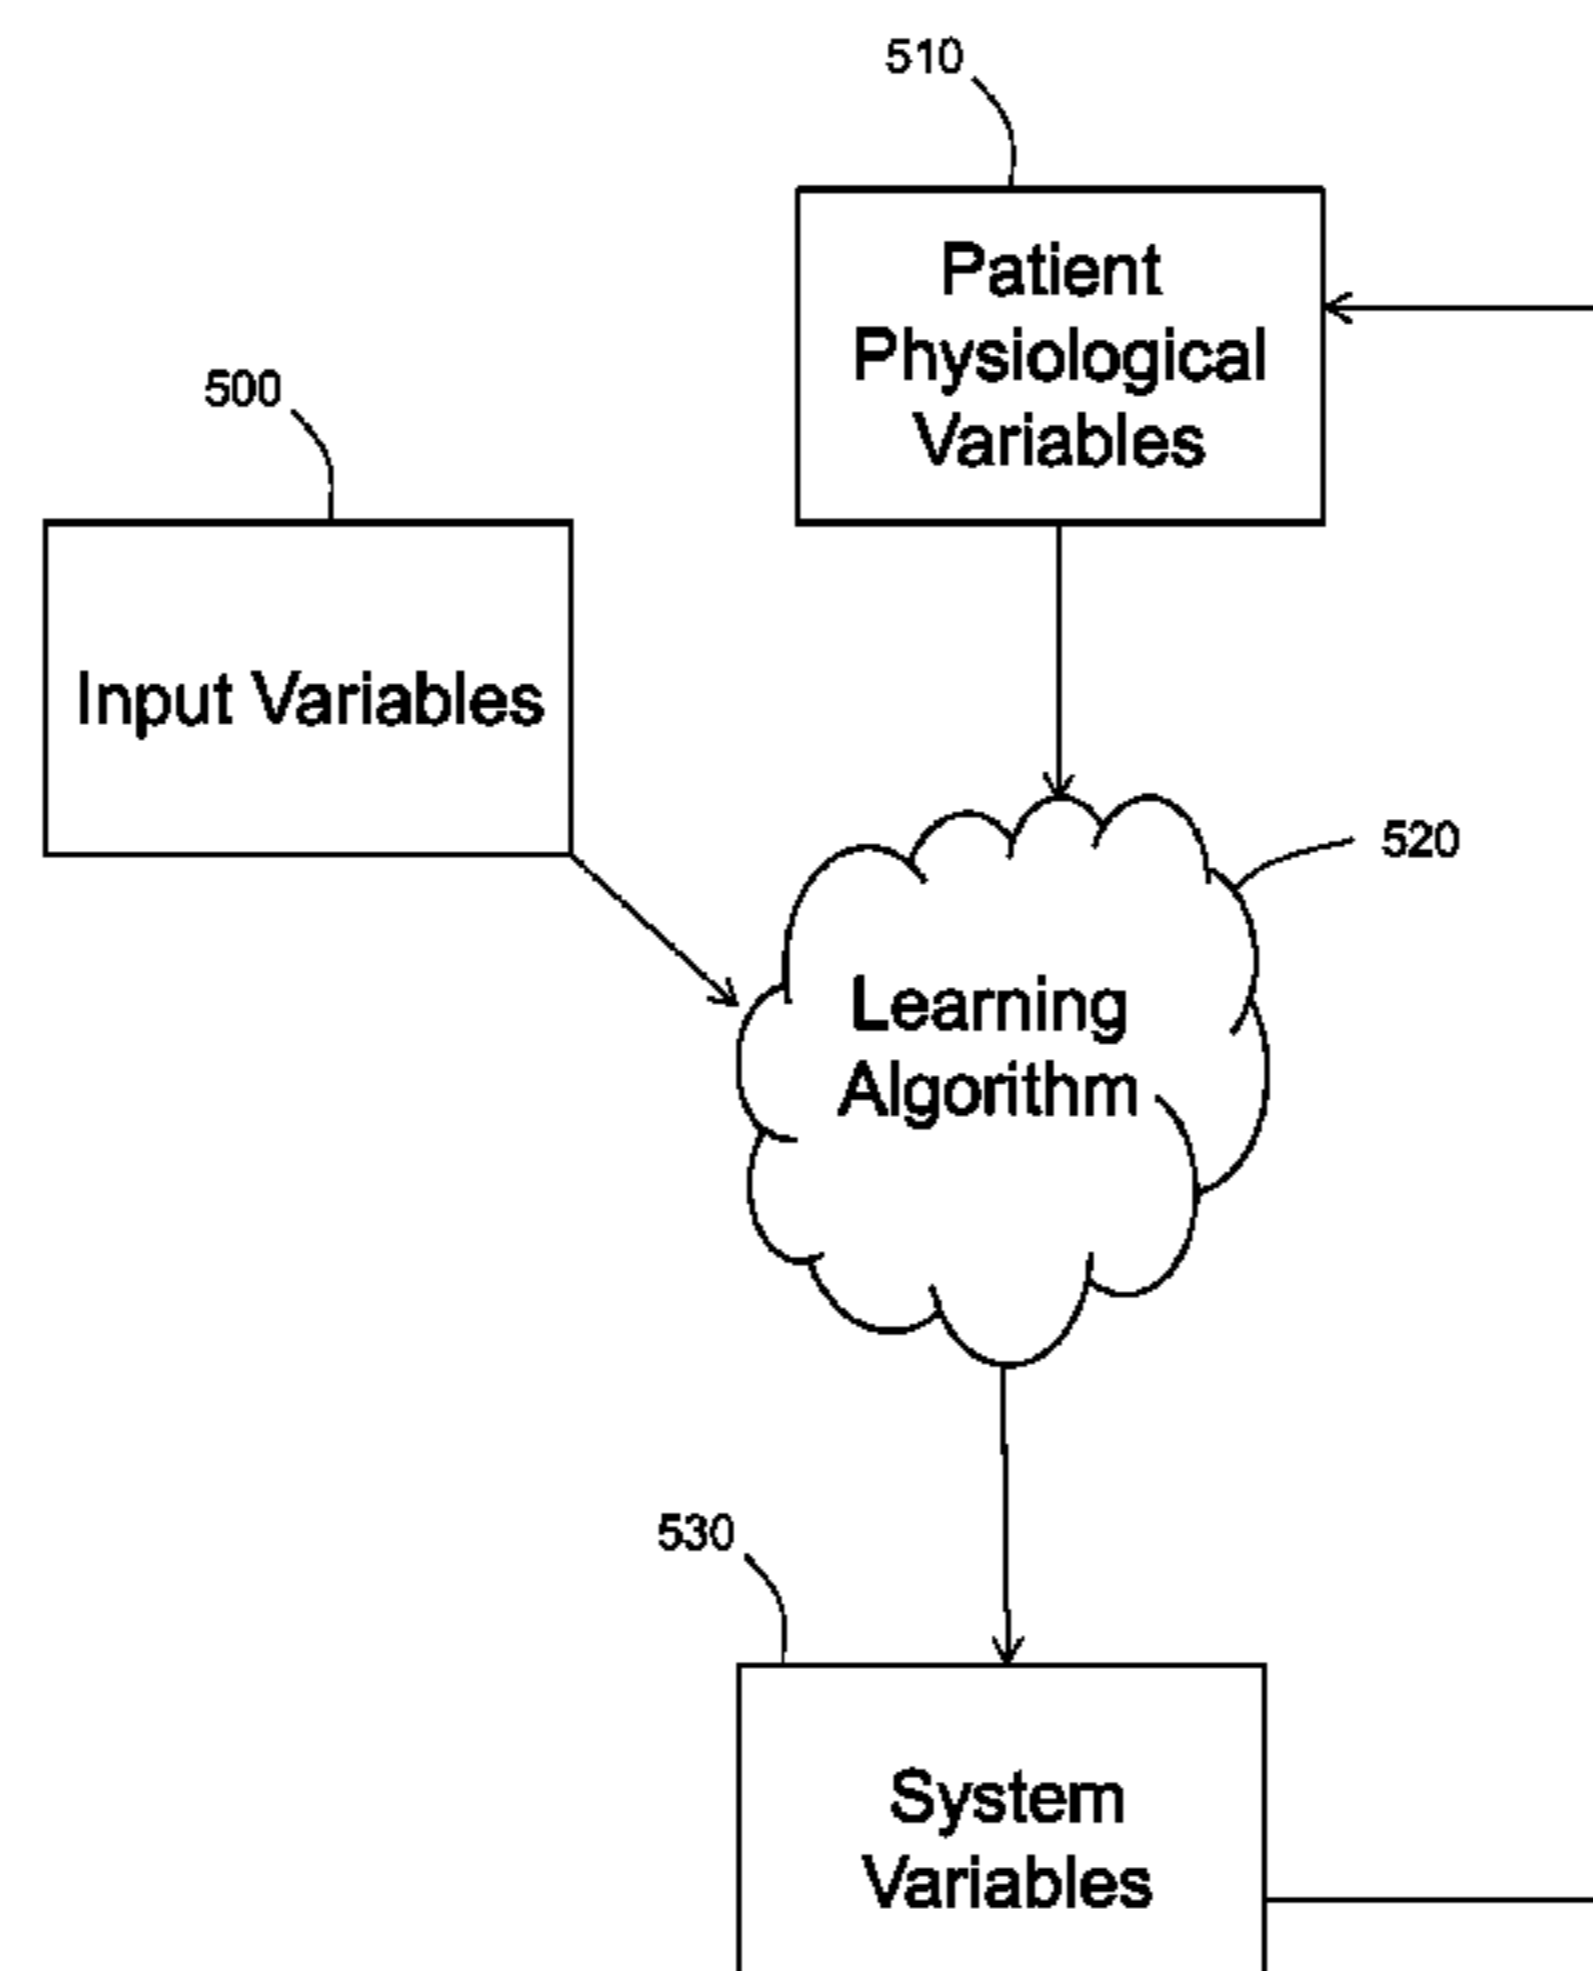 510
Patient
Physiological
Variables
500
Input Variables
520
Learning
Algorithm
530
System
Variables